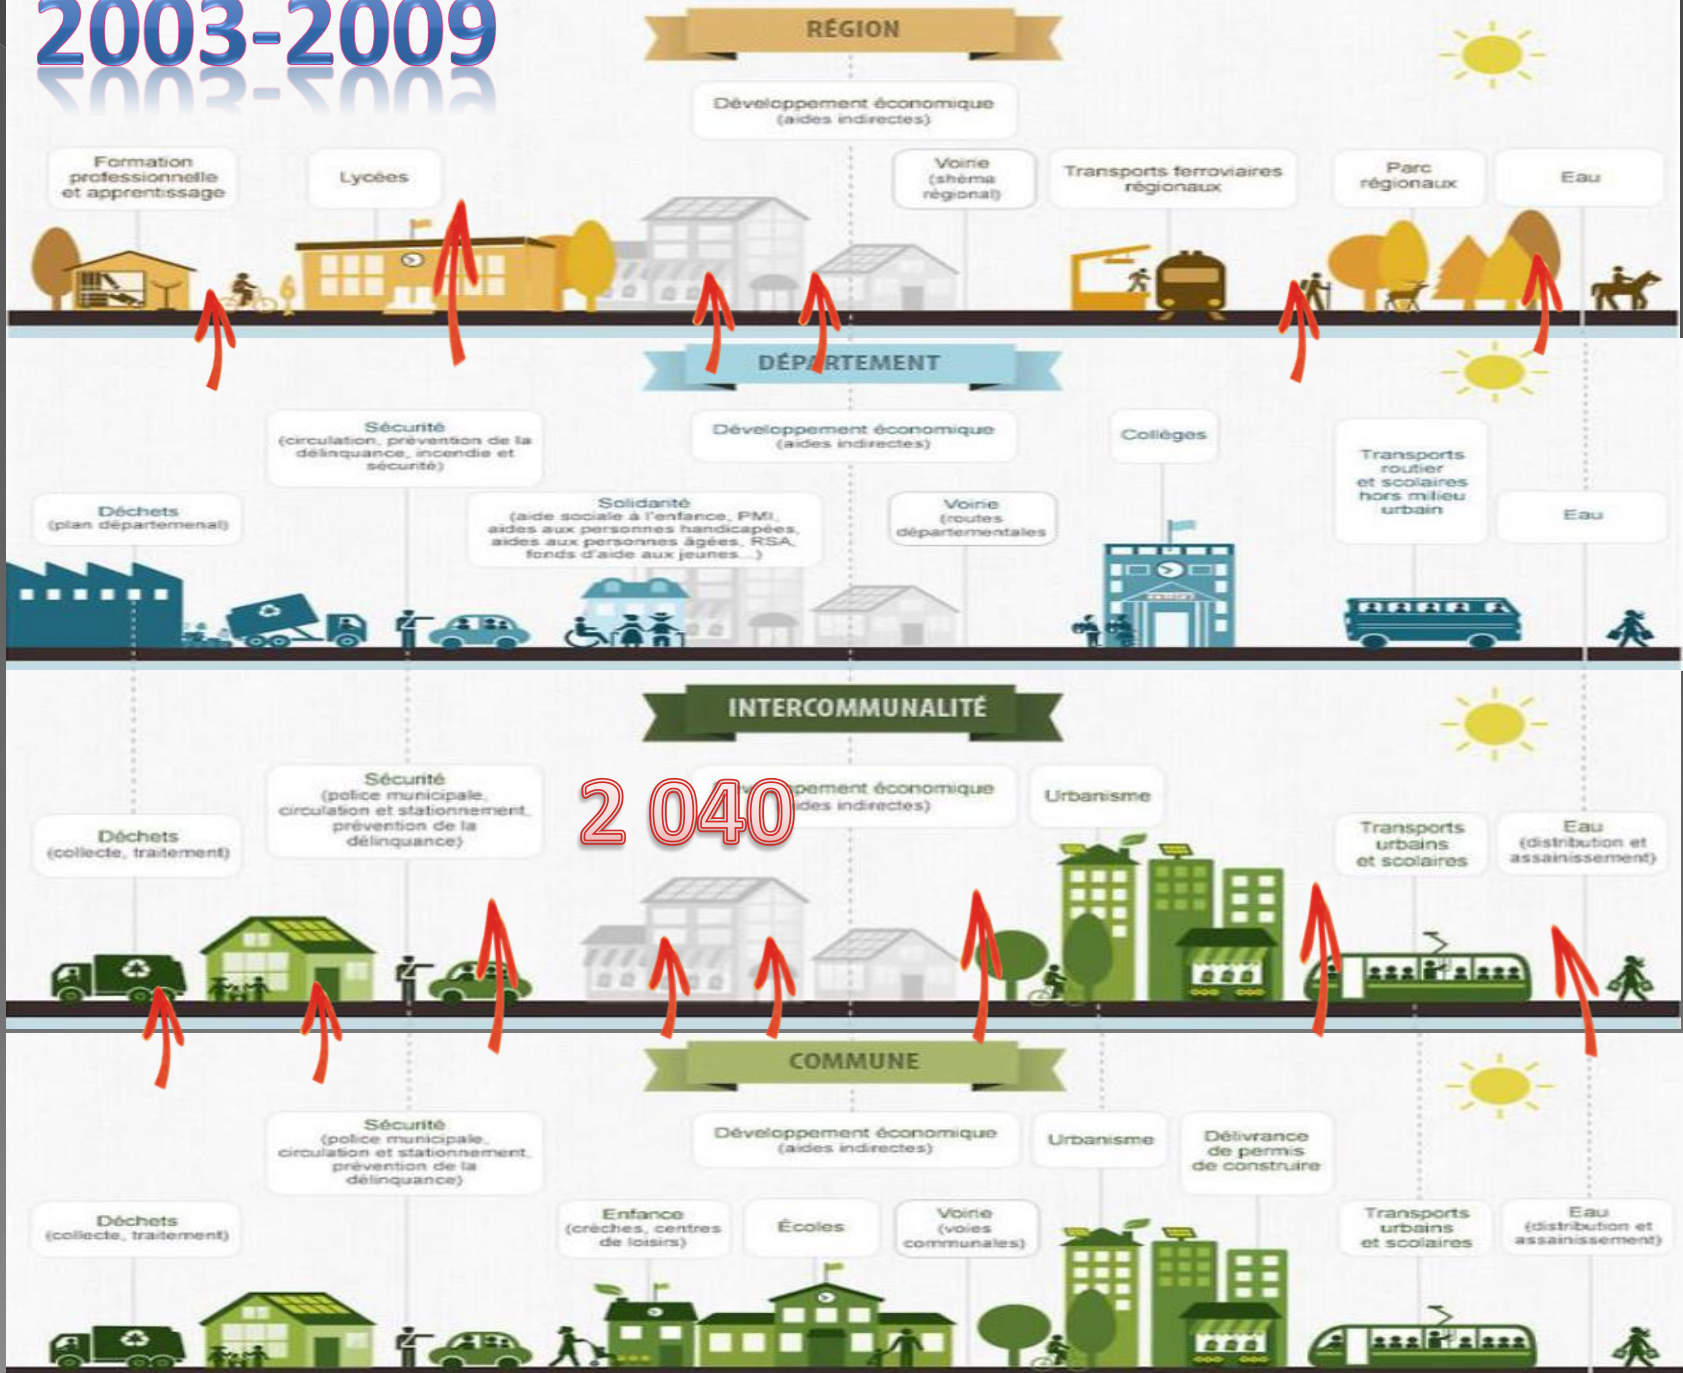 2003-2009
RÉGION
Développement économique
(aides indirectes)
Formation
professionnelle
et apprentissage
Lycées
Voirie
(shéma
régional)
Transports ferroviaires
régionaux
Parc
régionaux
Eau
DÉPARTEMENT
Sécurité
(circulation, prévention de la
délinquance, incendie et
sécurité)
Développement économique
(aides indirectes)
Collèges
Transports
routier
et scolaires
hors milieu
urbain
Déchets
(plan départemenal)
Solidarité
(aide sociale à l'enfance, PMI,
aides aux personnes handicapées,
aides aux personnes âgées, RSA,
fonds d'aide aux jeunes...)
Voirie
(routes
départementales
Eau
INTERCOMMUNALITÉ
Sécurité
(police municipale,
circulation et stationnement,
prévention de la
délinquance)
2 040
pement économique
ides indirectes)
Urbanisme
Déchets
(collecte, traitement)
Transports
urbains
et scolaires
Eau
(distribution et
assainissement)
COMMUNE
Sécurité
(police municipale,
circulation et stationnement,
prévention de la
délinquance)
Développement économique
(aides indirectes)
Urbanisme
Délivrance
de permis
de construire
Déchets
(collecte, traitement)
Enfance
(crèches, centres
de loisirs)
Écoles
Voirie
(voies
communales)
Transports
urbains
et scolaires
Eau
(distribution et
assainissement)